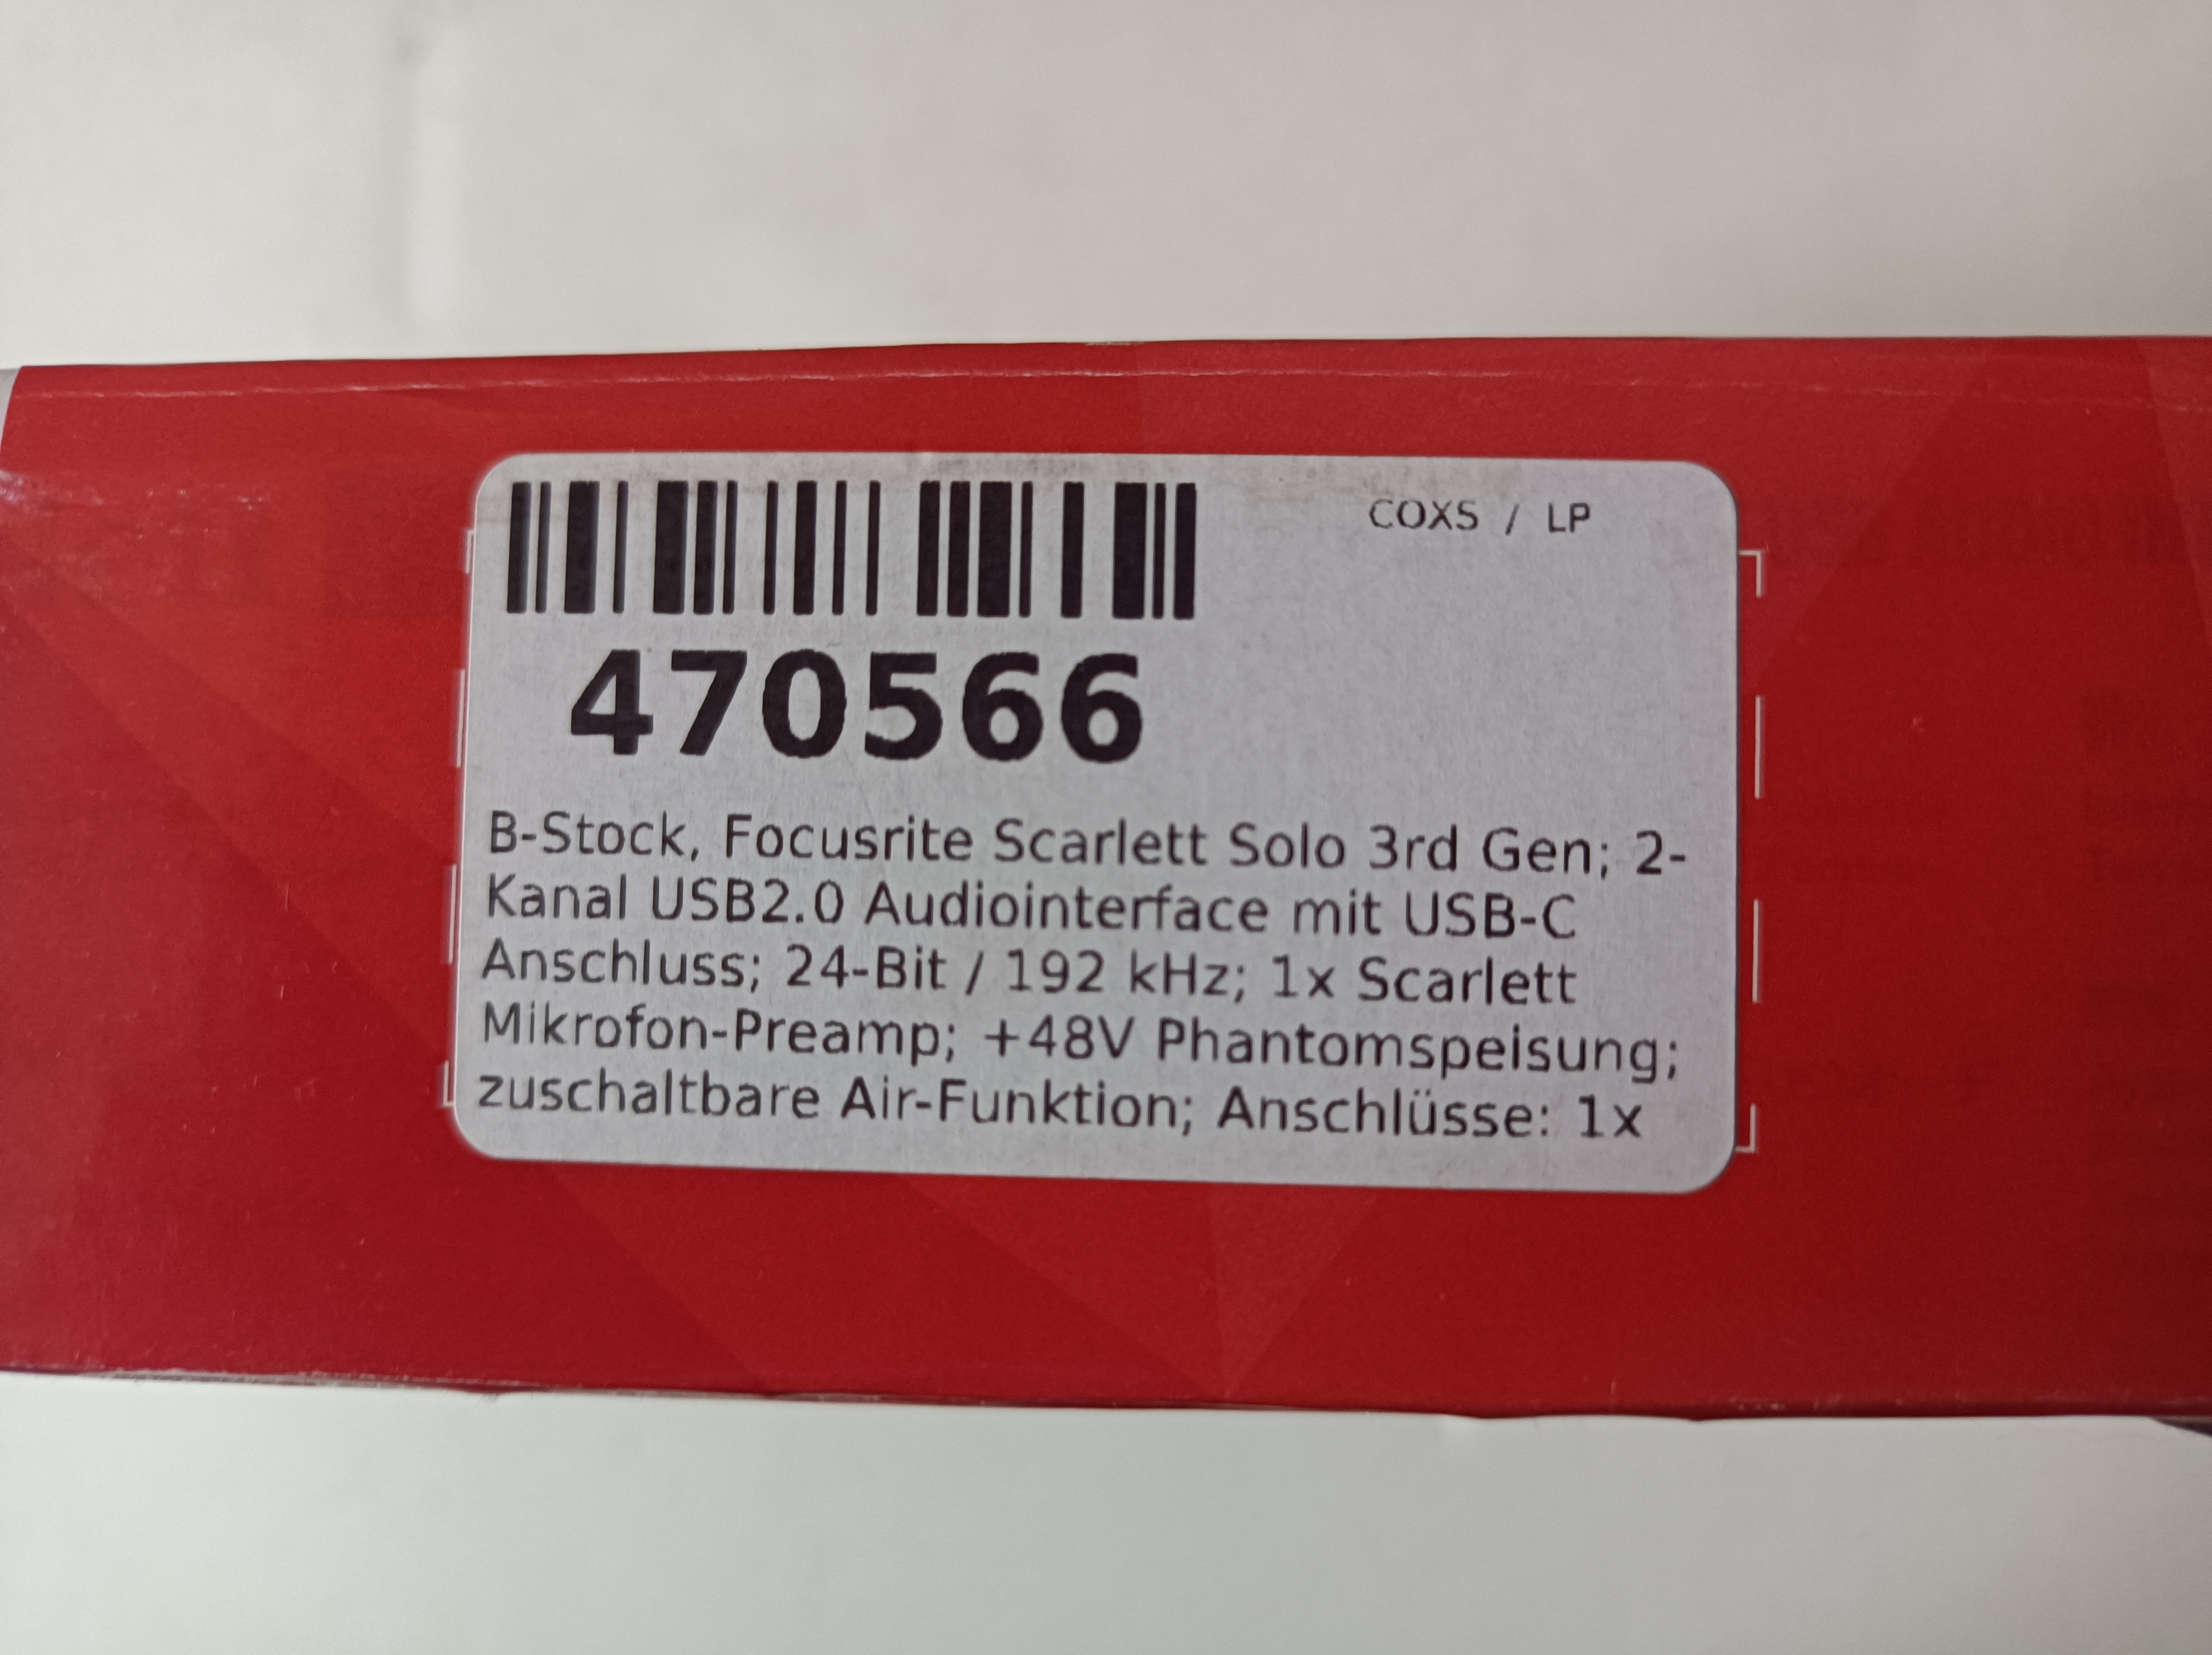 COXS / LP
470566
B-Stock, Focusrite Scarlett Solo 3rd Gen; 2-
Kanal USB2.0 Audiointerface mit USB-C
Anschluss; 24-Bit / 192 kHz; 1x Scarlett
Mikrofon-Preamp; +48V Phantomspeisung;
zuschaltbare Air-Funktion; Anschlüsse: 1x